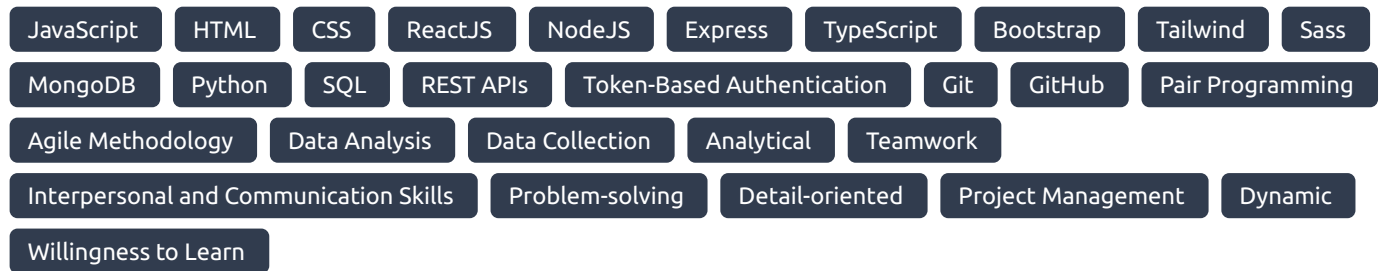 JavaScript HTML CSS ReactJS NodeJS Express TypeScript Bootstrap Tailwind Sass
MongoDB Python SQL REST APIs Token-Based Authentication Git GitHub Pair Programming
Agile Methodology Data Analysis Data Collection Analytical Teamwork
Interpersonal and Communication Skills Problem-solving Detail-oriented Project Management Dynamic
Willingness to Learn